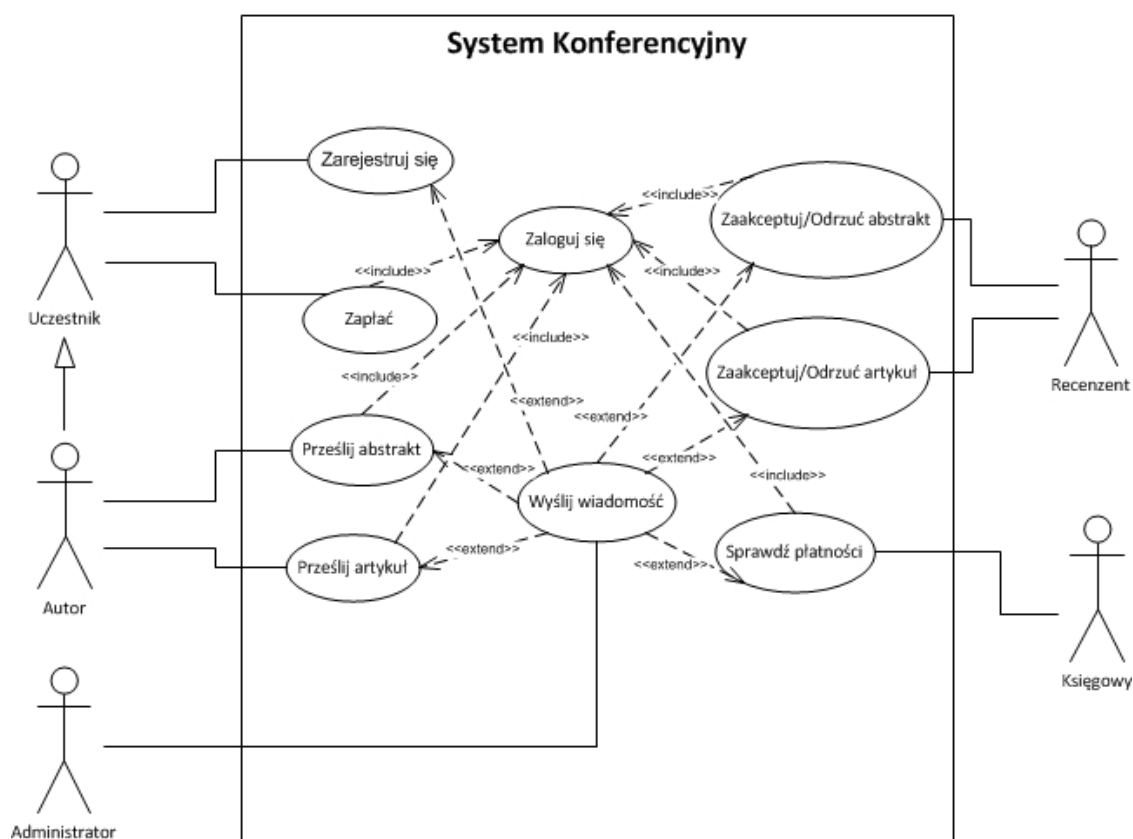 System Konferencyjny
Zarejestruj się
<<include>>
Zaakceptuj/Odrzuć abstrakt
Zaloguj się
<<include>>
<<include>>
Uczestnik
Zapłać
<<include>>
Zaakceptuj/Odrzuć artykuł
Recenzent
<<include>>
<<extend>>
<<extend>>
Prześlij abstrakt
<<extend>>
<<extend>>
<<include>>
Wyślij wiadomość
Prześlij artykuł
<<extend>>
<<extend>>
Sprawdź płatności
Autor
Księgowy
Administrator